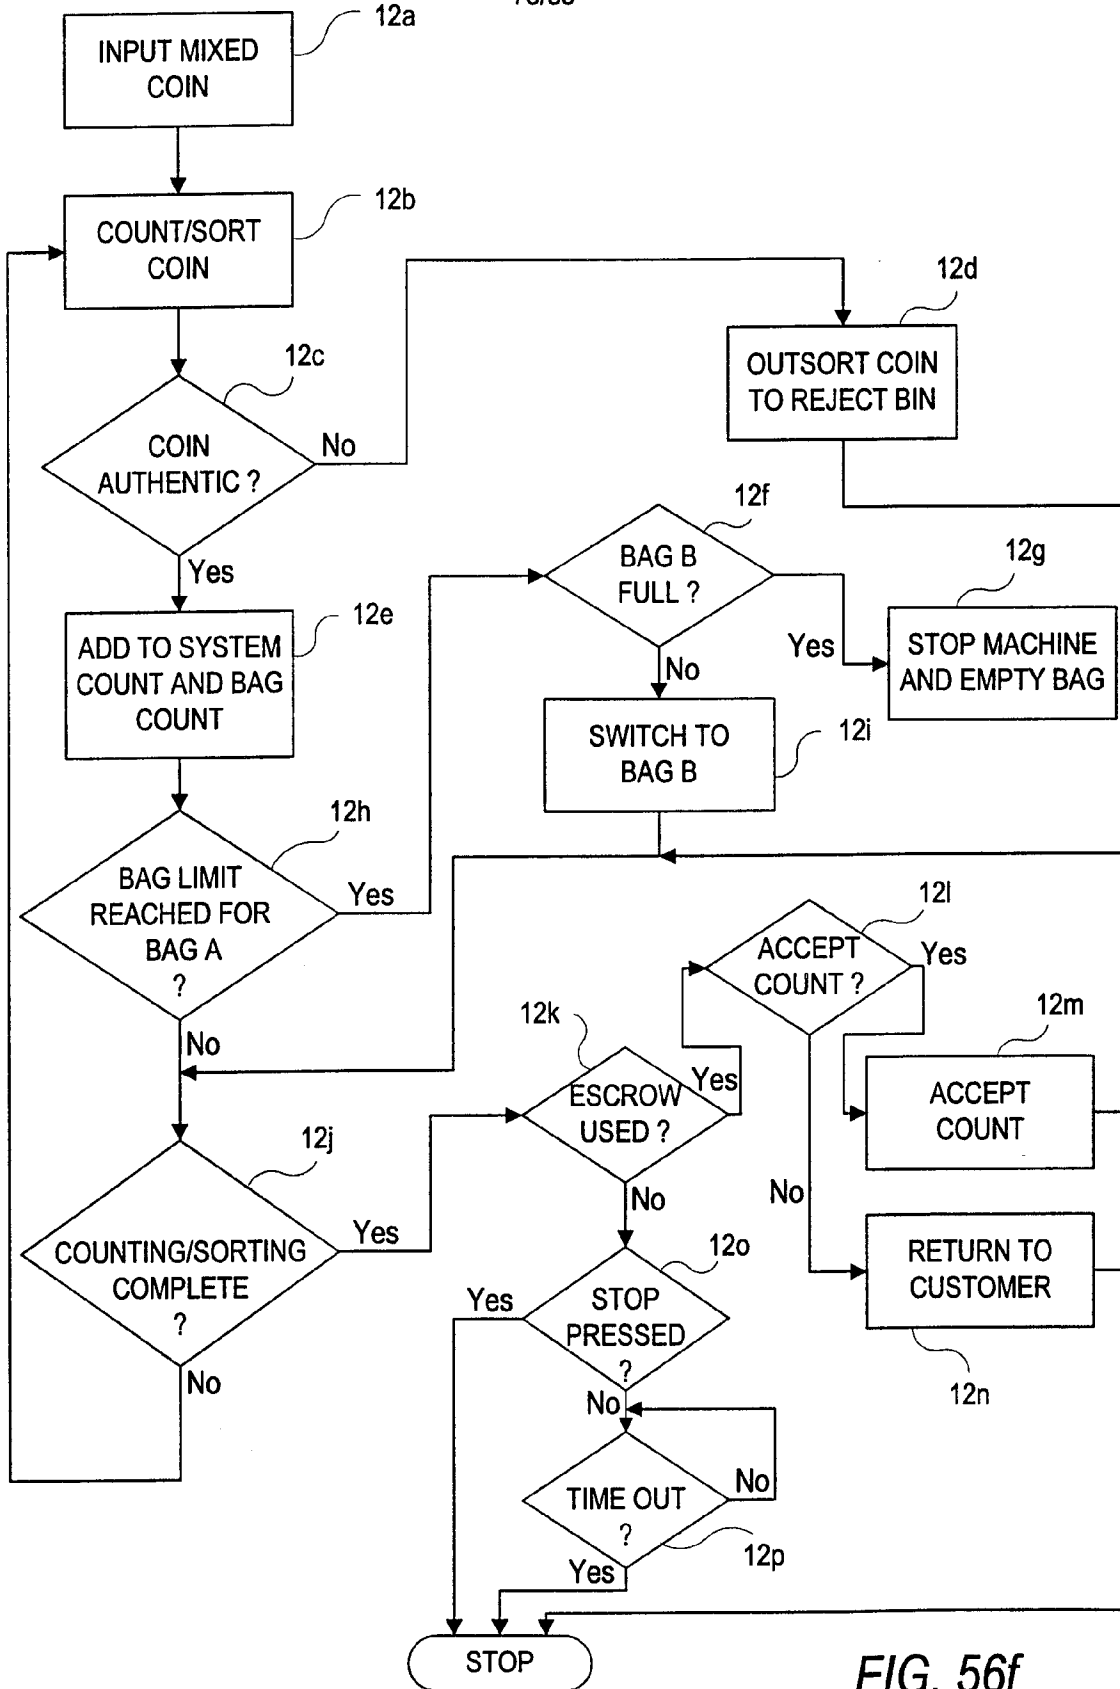 12a
INPUT MIXED
COIN
12b
COUNT/SORT
COIN
12d
OUTSORT COIN
TO REJECT BIN
12c
COIN
AUTHENTIC ?
No
Yes
12f
BAG B
FULL ?
Yes
No
12g
STOP MACHINE
AND EMPTY BAG
12e
ADD TO SYSTEM
COUNT AND BAG
COUNT
SWITCH TO
BAG B
12i
12h
BAG LIMIT
REACHED FOR
BAG A
?
Yes
No
12l
ACCEPT
COUNT ?
Yes
No
12k
ESCROW
USED ?
Yes
No
12m
ACCEPT
COUNT
12j
COUNTING/SORTING
COMPLETE
?
Yes
No
RETURN TO
CUSTOMER
12n
12o
STOP
PRESSED
?
Yes
No
TIME OUT
?
No
Yes
12p
STOP
FIG. 56f